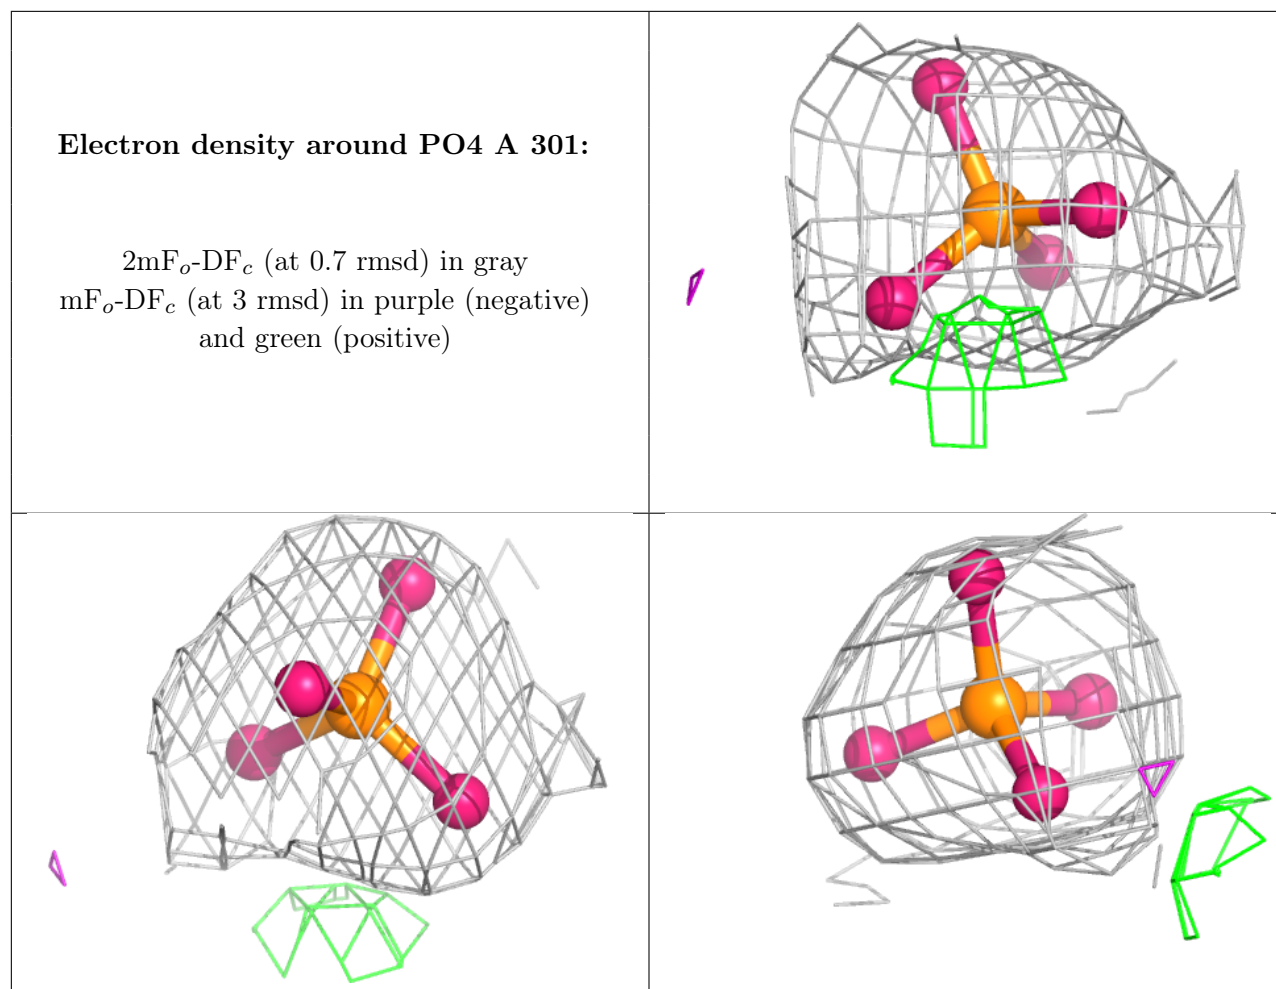 Electron density around PO4 A 301:
2mFo-DFc (at 0.7 rmsd) in gray
mFo-DFc (at 3 rmsd) in purple (negative)
and green (positive)